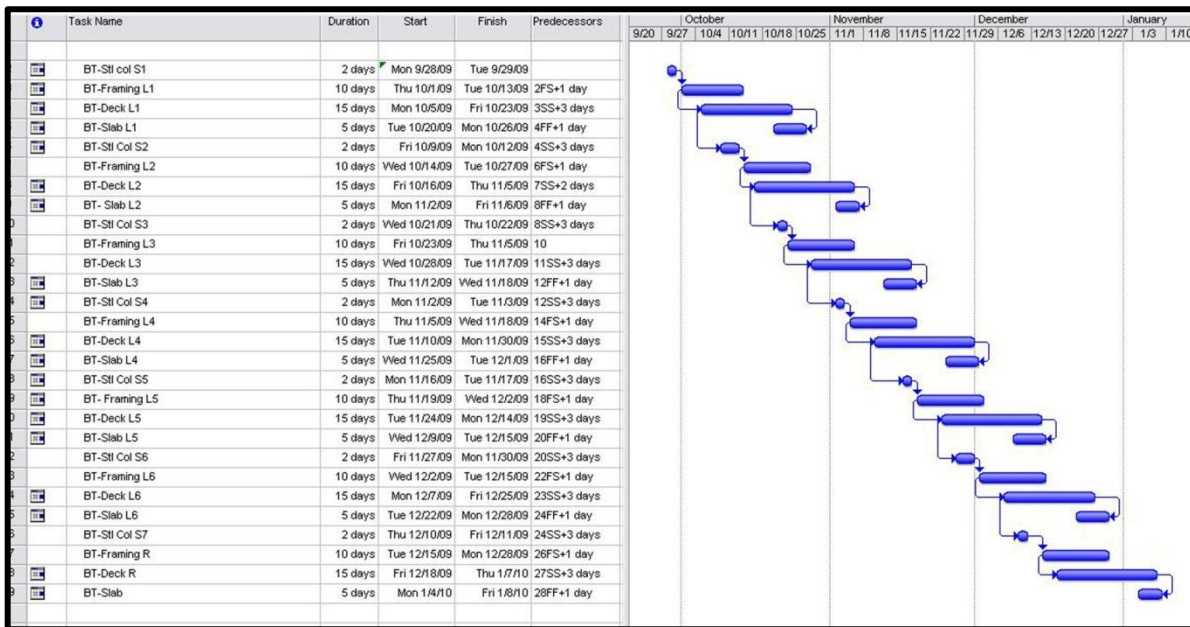 Task Name Duration Start Finish Predecessors
October November December January
9/20 9/27 10/4 10/11 10/18 10/25 11/1 11/8 11/15 11/22 11/29 12/6 12/13 12/20 12/27 1/3 1/10
BT-Stl col S1 2 days Mon 9/28/09 Tue 9/29/09
BT-Framing L1 10 days Thu 10/1/09 Tue 10/13/09 2FS+1 day
BT-Deck L1 15 days Mon 10/5/09 Fri 10/23/09 3SS+3 days
BT-Slab L1 5 days Tue 10/20/09 Mon 10/26/09 4FF+1 day
BT-Stl Col S2 2 days Fri 10/9/09 Mon 10/12/09 4SS+3 days
BT-Framing L2 10 days Wed 10/14/09 Tue 10/27/09 6FS+1 day
BT-Deck L2 15 days Fri 10/16/09 Thu 11/5/09 7SS+2 days
BT- Slab L2 5 days Mon 11/2/09 Fri 11/6/09 8FF+1 day
0 BT-Stl Col S3 2 days Wed 10/21/09 Thu 10/22/09 8SS+3 days
1 BT-Framing L3 10 days Fri 10/23/09 Thu 11/5/09 10
2 BT-Deck L3 15 days Wed 10/28/09 Tue 11/17/09 11SS+3 days
3 BT-Slab L3 5 days Thu 11/12/09 Wed 11/18/09 12FF+1 day
4 BT-Stl Col S4 2 days Mon 11/2/09 Tue 11/3/09 12SS+3 days
5 BT-Framing L4 10 days Thu 11/5/09 Wed 11/18/09 14FS+1 day
6 BT-Deck L4 15 days Tue 11/10/09 Mon 11/30/09 15SS+3 days
7 BT-Slab L4 5 days Wed 11/25/09 Tue 12/1/09 16FF+1 day
8 BT-Stl Col S5 2 days Mon 11/16/09 Tue 11/17/09 16SS+3 days
9 BT- Framing L5 10 days Thu 11/19/09 Wed 12/2/09 18FS+1 day
0 BT-Deck L5 15 days Tue 11/24/09 Mon 12/14/09 19SS+3 days
1 BT-Slab L5 5 days Wed 12/9/09 Tue 12/15/09 20FF+1 day
2 BT-Stl Col S6 2 days Fri 11/27/09 Mon 11/30/09 20SS+3 days
3 BT-Framing L6 10 days Wed 12/2/09 Tue 12/15/09 22FS+1 day
4 BT-Deck L6 15 days Mon 12/7/09 Fri 12/25/09 23SS+3 days
5 BT-Slab L6 5 days Tue 12/22/09 Mon 12/28/09 24FF+1 day
6 BT-Stl Col S7 2 days Thu 12/10/09 Fri 12/11/09 24SS+3 days
7 BT-Framing R 10 days Tue 12/15/09 Mon 12/28/09 26FS+1 day
8 BT-Deck R 15 days Fri 12/18/09 Thu 1/7/10 27SS+3 days
9 BT-Slab 5 days Mon 1/4/10 Fri 1/8/10 28FF+1 day